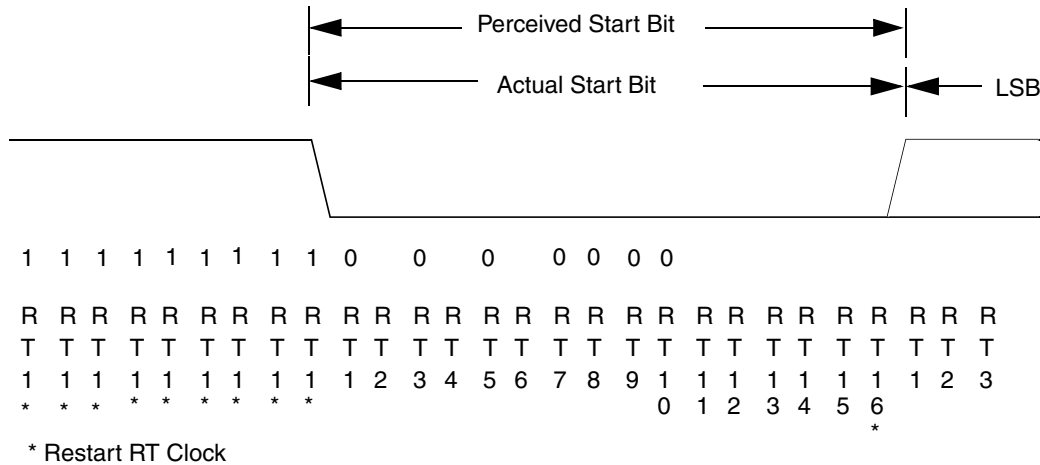 Perceived Start Bit
Actual Start Bit
LSB
1 1 1 1 1 1 1 1 1 0 0 0 0 0 0 0
R R R R R R R R R R R R R R R R R R R R R R R R R R R R
T T T T T T T T T T T T T T T T T T T T T T T T T T T T
1 1 1 1 1 1 1 1 1 1 2 3 4 5 6 7 8 9 1 1 1 1 1 1 1 1 2 3
* * * * * * * * * 0 1 2 3 4 5 6
*
* Restart RT Clock